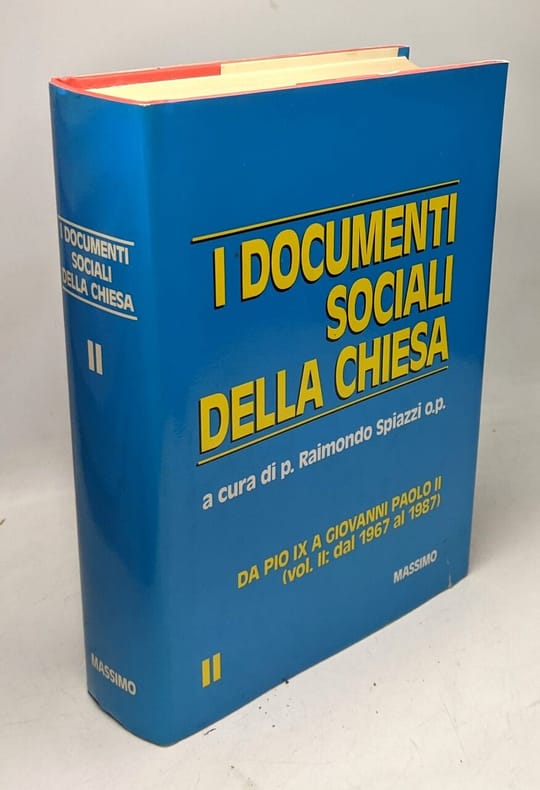 I DOCUMENTI
SOCIALI
DELLA CHIESA
II
MASSIMO
I DOCUMENTI
SOCIALI
DELLA CHIESA
a cura di p. Raimondo Spiazzi o.p.
DA PIO IX A GIOVANNI PAOLO II
(vol. II: dal 1967 al 1987)
MASSIMO
II